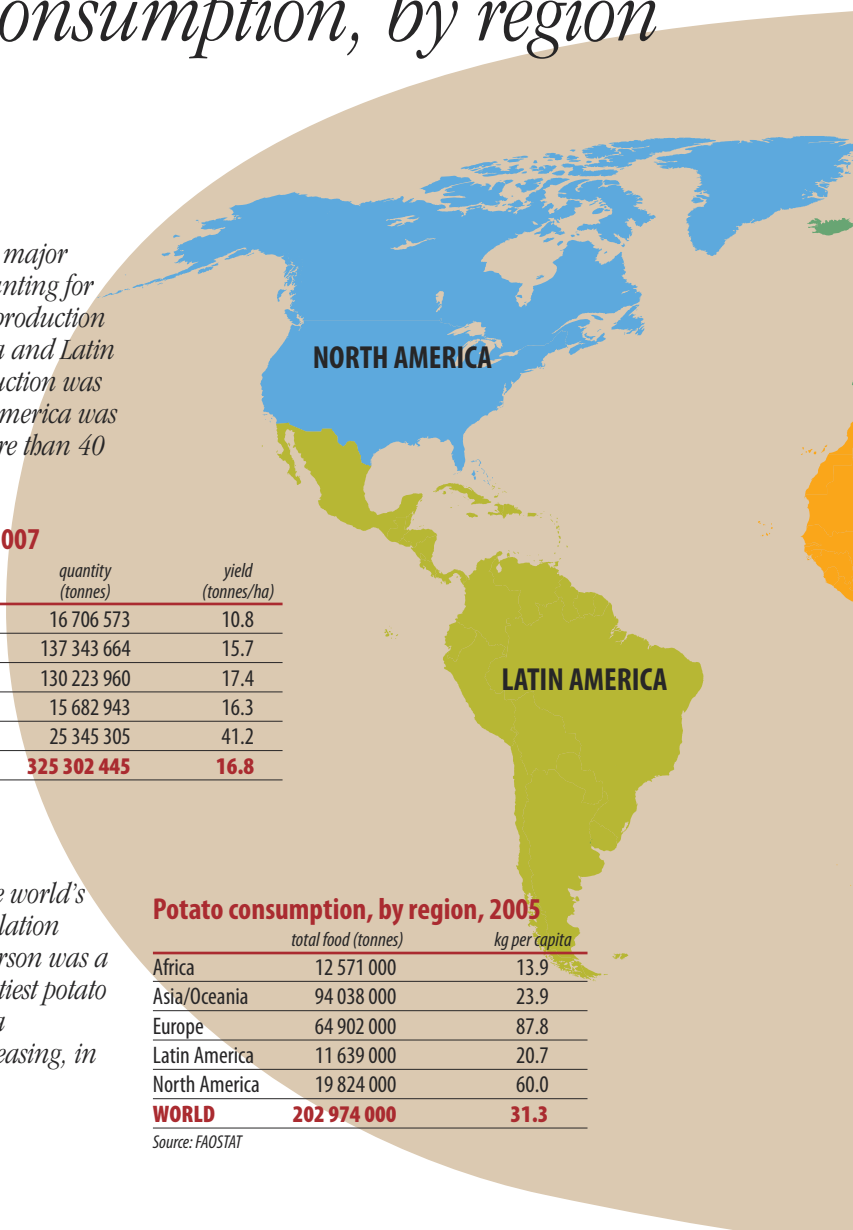 onsumption, by region
major
nting for
production
a and Latin
uction was
merica was
re than 40
007
quantity yield
(tonnes) (tonnes/ha)
16 706 573 10.8
137 343 664 15.7
130 223 960 17.4
15 682 943 16.3
25 345 305 41.2
325 302 445 16.8
NORTH AMERICA
LATIN AMERICA
e world's
lation
rson was a
tiest potato
a
easing, in
Potato consumption, by region, 2005
total food (tonnes) kg per capita
Africa 12 571 000 13.9
Asia/Oceania 94 038 000 23.9
Europe 64 902 000 87.8
Latin America 11 639 000 20.7
North America 19 824 000 60.0
WORLD 202 974 000 31.3
Source: FAOSTAT